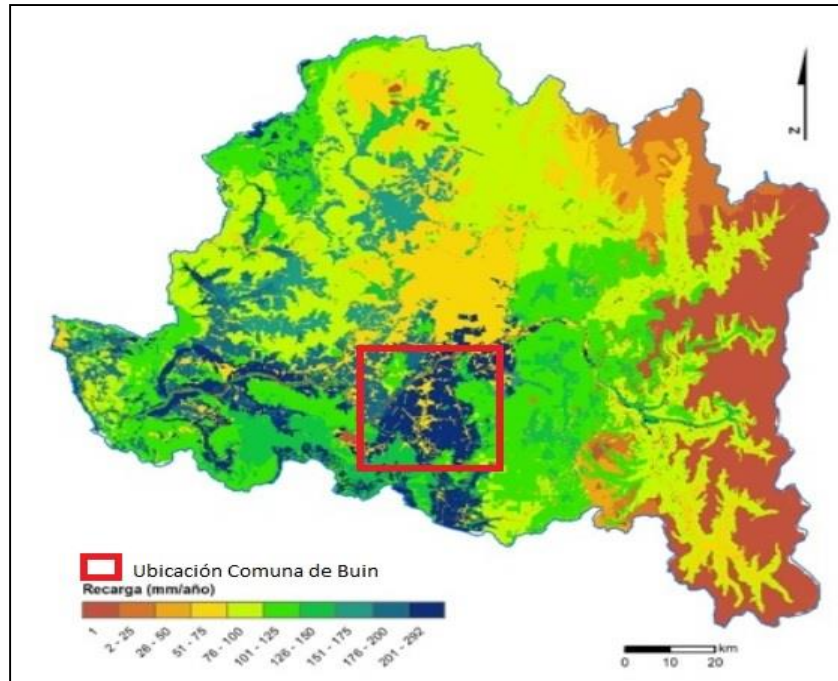 N
Ubicación Comuna de Buin
Recarga (mm/año)
1
2 - 25
26 - 50
51 - 75
76 - 100
101 - 125
126 - 150
151 - 175
176 - 200
201 - 292
km
0 10 20